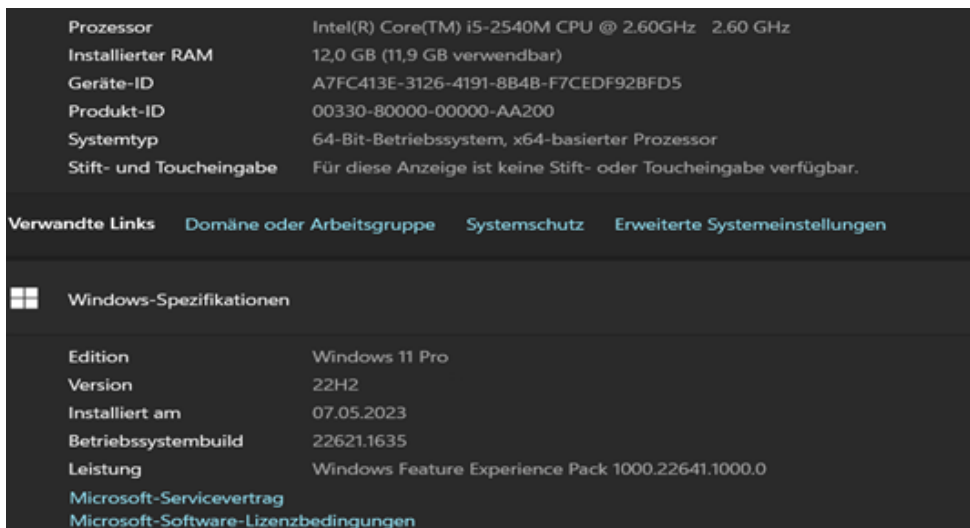 Prozessor Intel(R) Core(TM) i5-2540M CPU @ 2.60GHz 2.60 GHz
Installierter RAM 12,0 GB (11,9 GB verwendbar)
Geräte-ID A7FC413E-3126-4191-8B4B-F7CEDF92BFD5
Produkt-ID 00330-80000-00000-AA200
Systemtyp 64-Bit-Betriebssystem, x64-basierter Prozessor
Stift- und Toucheingabe Für diese Anzeige ist keine Stift- oder Toucheingabe verfügbar.
Verwandte Links Domäne oder Arbeitsgruppe Systemschutz Erweiterte Systemeinstellungen
Windows-Spezifikationen
Edition Windows 11 Pro
Version 22H2
Installiert am 07.05.2023
Betriebssystembuild 22621.1635
Leistung Windows Feature Experience Pack 1000.22641.1000.0
Microsoft-Servicevertrag
Microsoft-Software-Lizenzbedingungen